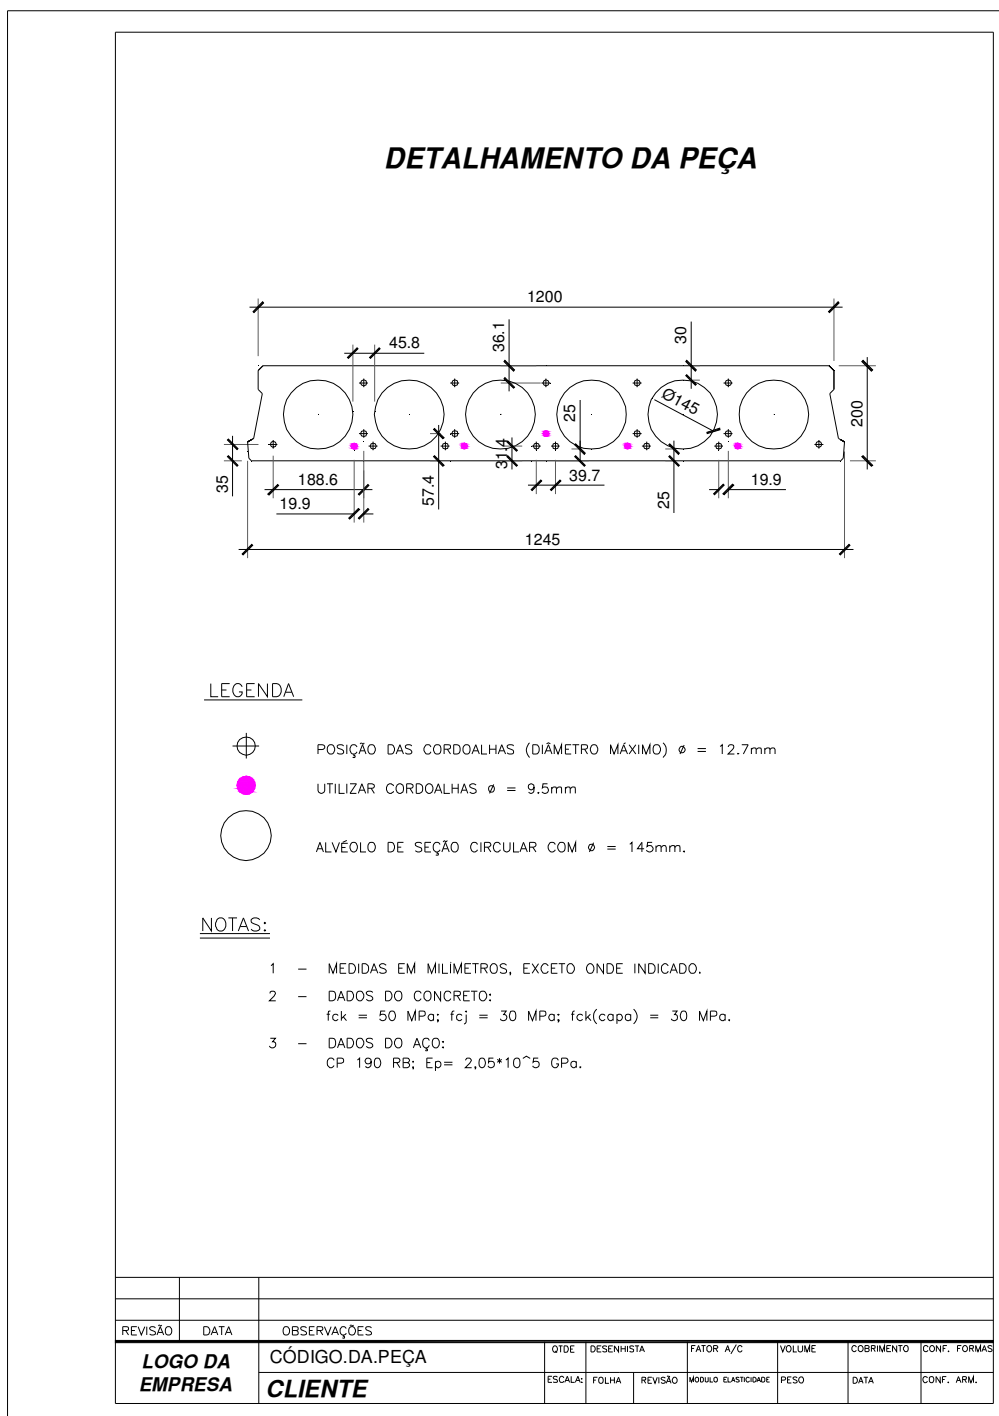 DETALHAMENTO DA PEÇA
1200
45.8
36.1
30
Ø145
200
25
31.4
57.4
39.7
25
19.9
35
188.6
19.9
1245
LEGENDA
POSIÇÃO DAS CORDOALHAS (DIÂMETRO MÁXIMO) ø = 12.7mm
UTILIZAR CORDOALHAS ø = 9.5mm
ALVÉOLO DE SEÇÃO CIRCULAR COM ø = 145mm.
NOTAS:
1 – MEDIDAS EM MILÍMETROS, EXCETO ONDE INDICADO.
2 – DADOS DO CONCRETO:
fck = 50 MPa; fcj = 30 MPa; fck(capa) = 30 MPa.
3 – DADOS DO AÇO:
CP 190 RB; Ep= 2,05*10^5 GPa.
REVISÃO DATA OBSERVAÇÕES
LOGO DA EMPRESA
CÓDIGO.DA.PEÇA
CLIENTE
QTDE DESENHISTA FATOR A/C VOLUME COBRIMENTO CONF. FORMAS
ESCALA: FOLHA REVISÃO MODULO ELASTICIDADE PESO DATA CONF. ARM.